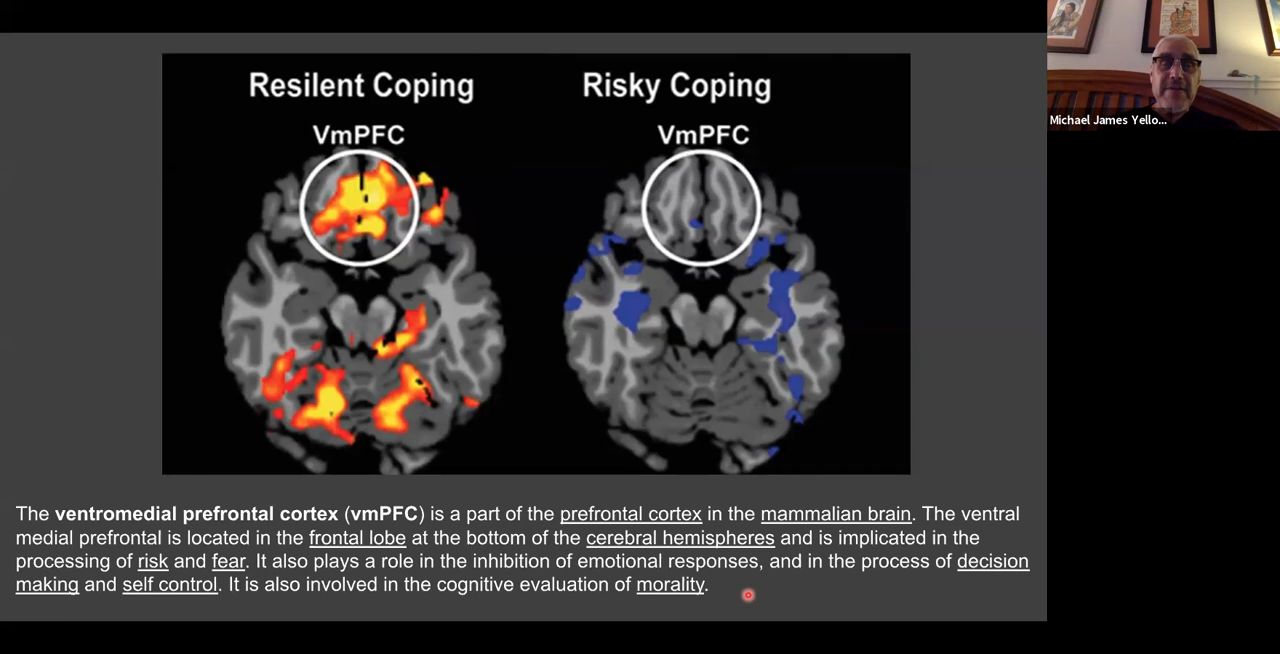 Resilent Coping
Risky Coping
VmPFC
VmPFC
Michael James Yello...
The ventromedial prefrontal cortex (vmPFC) is a part of the prefrontal cortex in the mammalian brain. The ventral
medial prefrontal is located in the frontal lobe at the bottom of the cerebral hemispheres and is implicated in the
processing of risk and fear. It also plays a role in the inhibition of emotional responses, and in the process of decision
making and self control. It is also involved in the cognitive evaluation of morality.